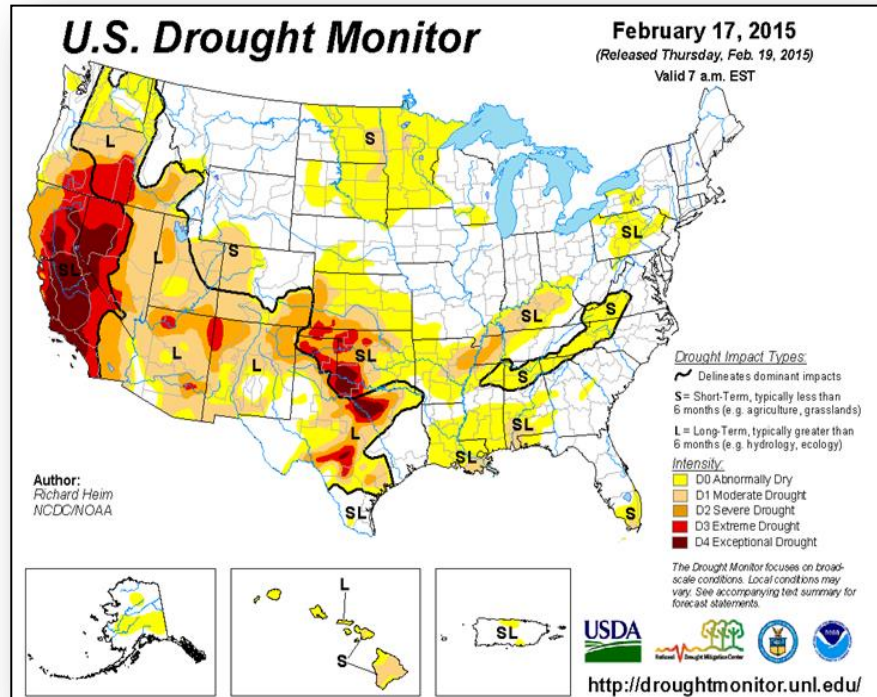 U.S. Drought Monitor
February 17, 2015
(Released Thursday, Feb. 19, 2015)
Valid 7 a.m. EST
L
S
L
S
SL
L
L
SL
L
SL
SL
SL
S
S
SL
SL
S
Drought Impact Types:
Delineates dominant impacts
S = Short-Term, typically less than
6 months (e.g. agriculture, grasslands)
L = Long-Term, typically greater than
6 months (e.g. hydrology, ecology)
Intensity:
D0 Abnormally Dry
D1 Moderate Drought
D2 Severe Drought
D3 Extreme Drought
D4 Exceptional Drought
Author:
Richard Heim
NCDC/NOAA
The Drought Monitor focuses on broad-
scale conditions. Local conditions may
vary. See accompanying text summary for
forecast statements.
L
S
SL
USDA
National Drought Mitigation Center
http://droughtmonitor.unl.edu/